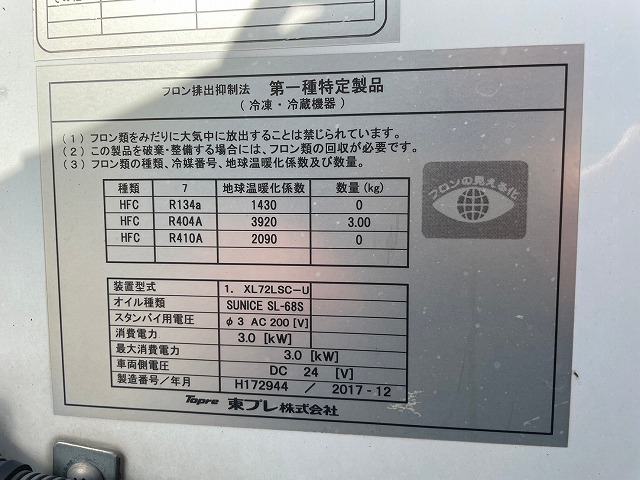 フロン排出抑制法 第一種特定製品
(冷凍・冷蔵機器)
(1)フロン類をみだりに大気中に放出することは禁じられています。
(2)この製品を破棄・整備する場合には、フロン類の回収が必要です。
(3)フロン類の種類、冷媒番号、地球温暖化係数及び数量。
フロンの見える化
種類 7 地球温暖化係数 数量(kg)
HFC R134a 1430 0
HFC R404A 3920 3.00
HFC R410A 2090 0
装置型式 1. XL72LSC-U
オイル種類 SUNICE SL-68S
スタンバイ用電圧 φ3 AC 200 [V]
消費電力 3.0 [kW]
最大消費電力 3.0 [kW]
車両側電圧 DC 24 [V]
製造番号/年月 H172944 / 2017-12
Topre 東プレ株式会社